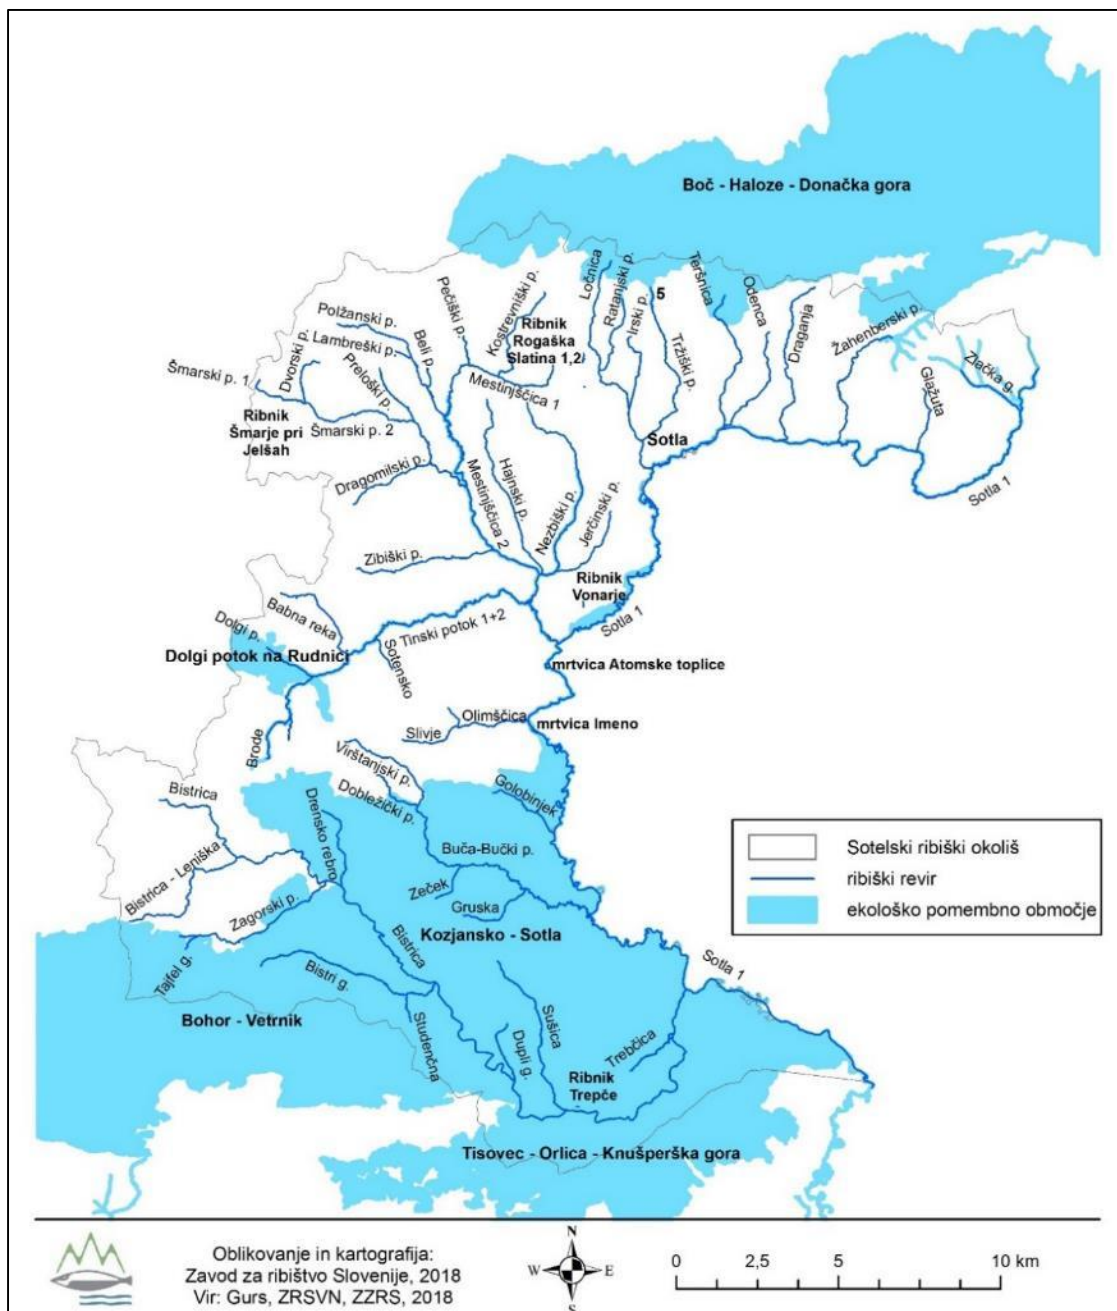 Boč - Haloze - Donačka gora
Ločnica
Ratanjski p.
Irski p.
5
Tržiški p.
Teršnica
Odenca
Draganja
Žahenberski p.
Zlečka g.
Glažuta
Sotla 1
Kostrevniški p.
Pečiški p.
Ribnik
Rogaška
Slatina 1,2
Polžanski p.
Lambreški p.
Beli p.
Dvorski p.
Preloški p.
Šmarski p. 1
Mestinjščica 1
Ribnik
Šmarje pri
Jelšah
Šmarski p. 2
Sotla
Dragomilski p.
Mestinjščica 2
Hajnski p.
Nezbiški p.
Jerčinski p.
Zibiški p.
Ribnik
Vonarje
Sotla 1
Babna reka
Dolgi p.
Tinski potok 1+2
Sotensko
Dolgi potok na Rudnici
mrtvica Atomske toplice
Olimščica
mrtvica Imeno
Slivje
Brode
Virštanjski p.
Bistrica
Dobležički p.
Golobinjek
Drensko rebro
Buča-Bučki p.
Bistrica - Leniška
Zeček
Zagorski p.
Gruska
Kozjansko - Sotla
Bistrica
Tajfel g.
Bistri g.
Sotla 1
Bohor - Vetrnik
Studenčna
Sušica
Dupli g.
Trebčica
Ribnik
Trepče
Tisovec - Orlica - Knušperška gora
Sotelski ribiški okoliš
ribiški revir
ekološko pomembno območje
Oblikovanje in kartografija:
Zavod za ribištvo Slovenije, 2018
Vir: Gurs, ZRSVN, ZZRS, 2018
N
W
E
S
0 2,5 5 10 km